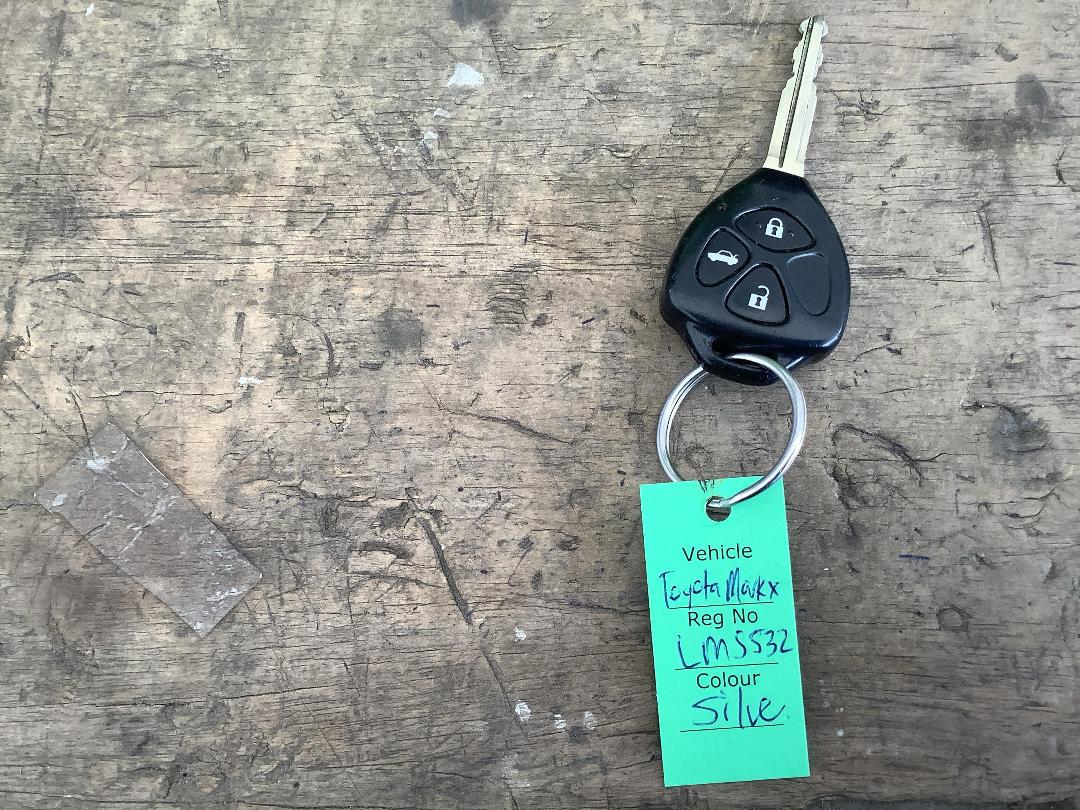 Vehicle
Toyota Markx
Reg No
LMS532
Colour
Silve